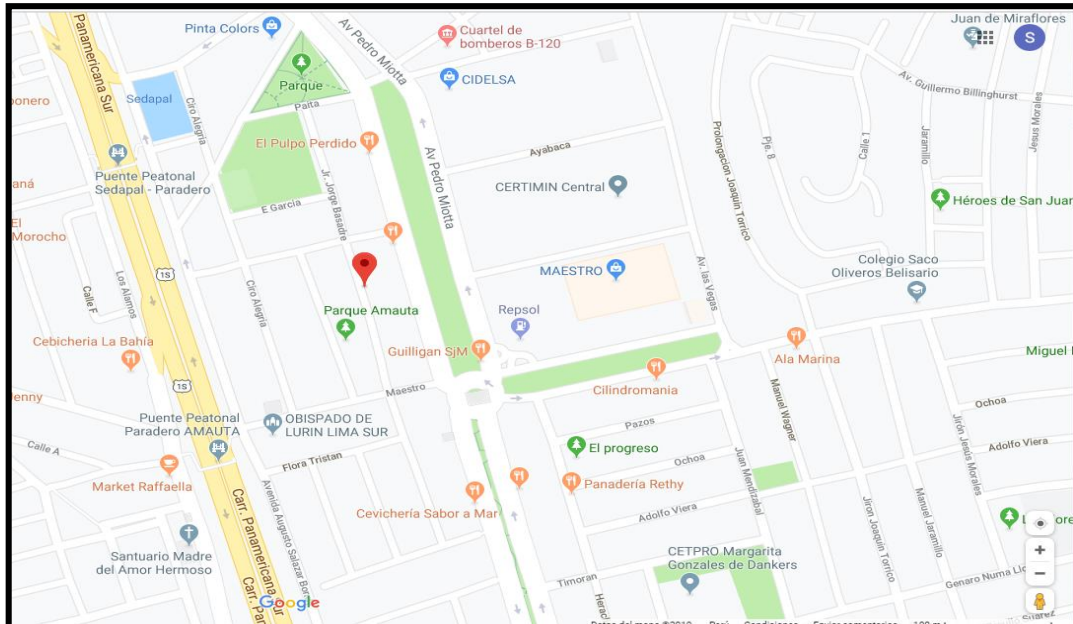 Juan de Miraflores
Pinta Colors
Cuartel de
bomberos B-120
S
Panamericana Sur
Av Pedro Miotta
CIDELSA
Parque
Av. Guillermo Billinghurst
Sedapal
Ciro Alegría
Paita
Jesus Morales
Jaramillo
Calle 1
Pje. B
Prolongacion Joaquin Torrico
El Pulpo Perdido
Ayabaca
Av Pedro Miotta
Puente Peatonal
Sedapal - Paradero
CERTIMIN Central
Jr. Jorge Basadre
E Garcia
Héroes de San Juan
El
Morocho
MAESTRO
Av. las Vegas
Colegio Saco
Oliveros Belisario
1S
Calle F
Los Alamos
Ciro Alegría
Parque Amauta
Repsol
Cebicheria La Bahía
Guilligan SjM
Ala Marina
Miguel
1S
Maestro
Cilindromania
Manuel Wagner
Ochoa
Puente Peatonal
Paradero AMAUTA
OBISPADO DE
LURIN LIMA SUR
Pazos
Jirón Jesús Morales
Adolfo Viera
Calle A
El progreso
Flora Tristan
Ochoa
Juan Mendizabal
Market Raffaella
Panadería Rethy
Cevichería Sabor a Mar
Adolfo Viera
Jiron Joaquin Torrico
Manuel Jaramillo
Carr. Panamericana Sur
Avenida Augusto Salazar Bon
Santuario Madre
del Amor Hermoso
CETPRO Margarita
Gonzales de Dankers
Timoran
Genaro Numa
Google